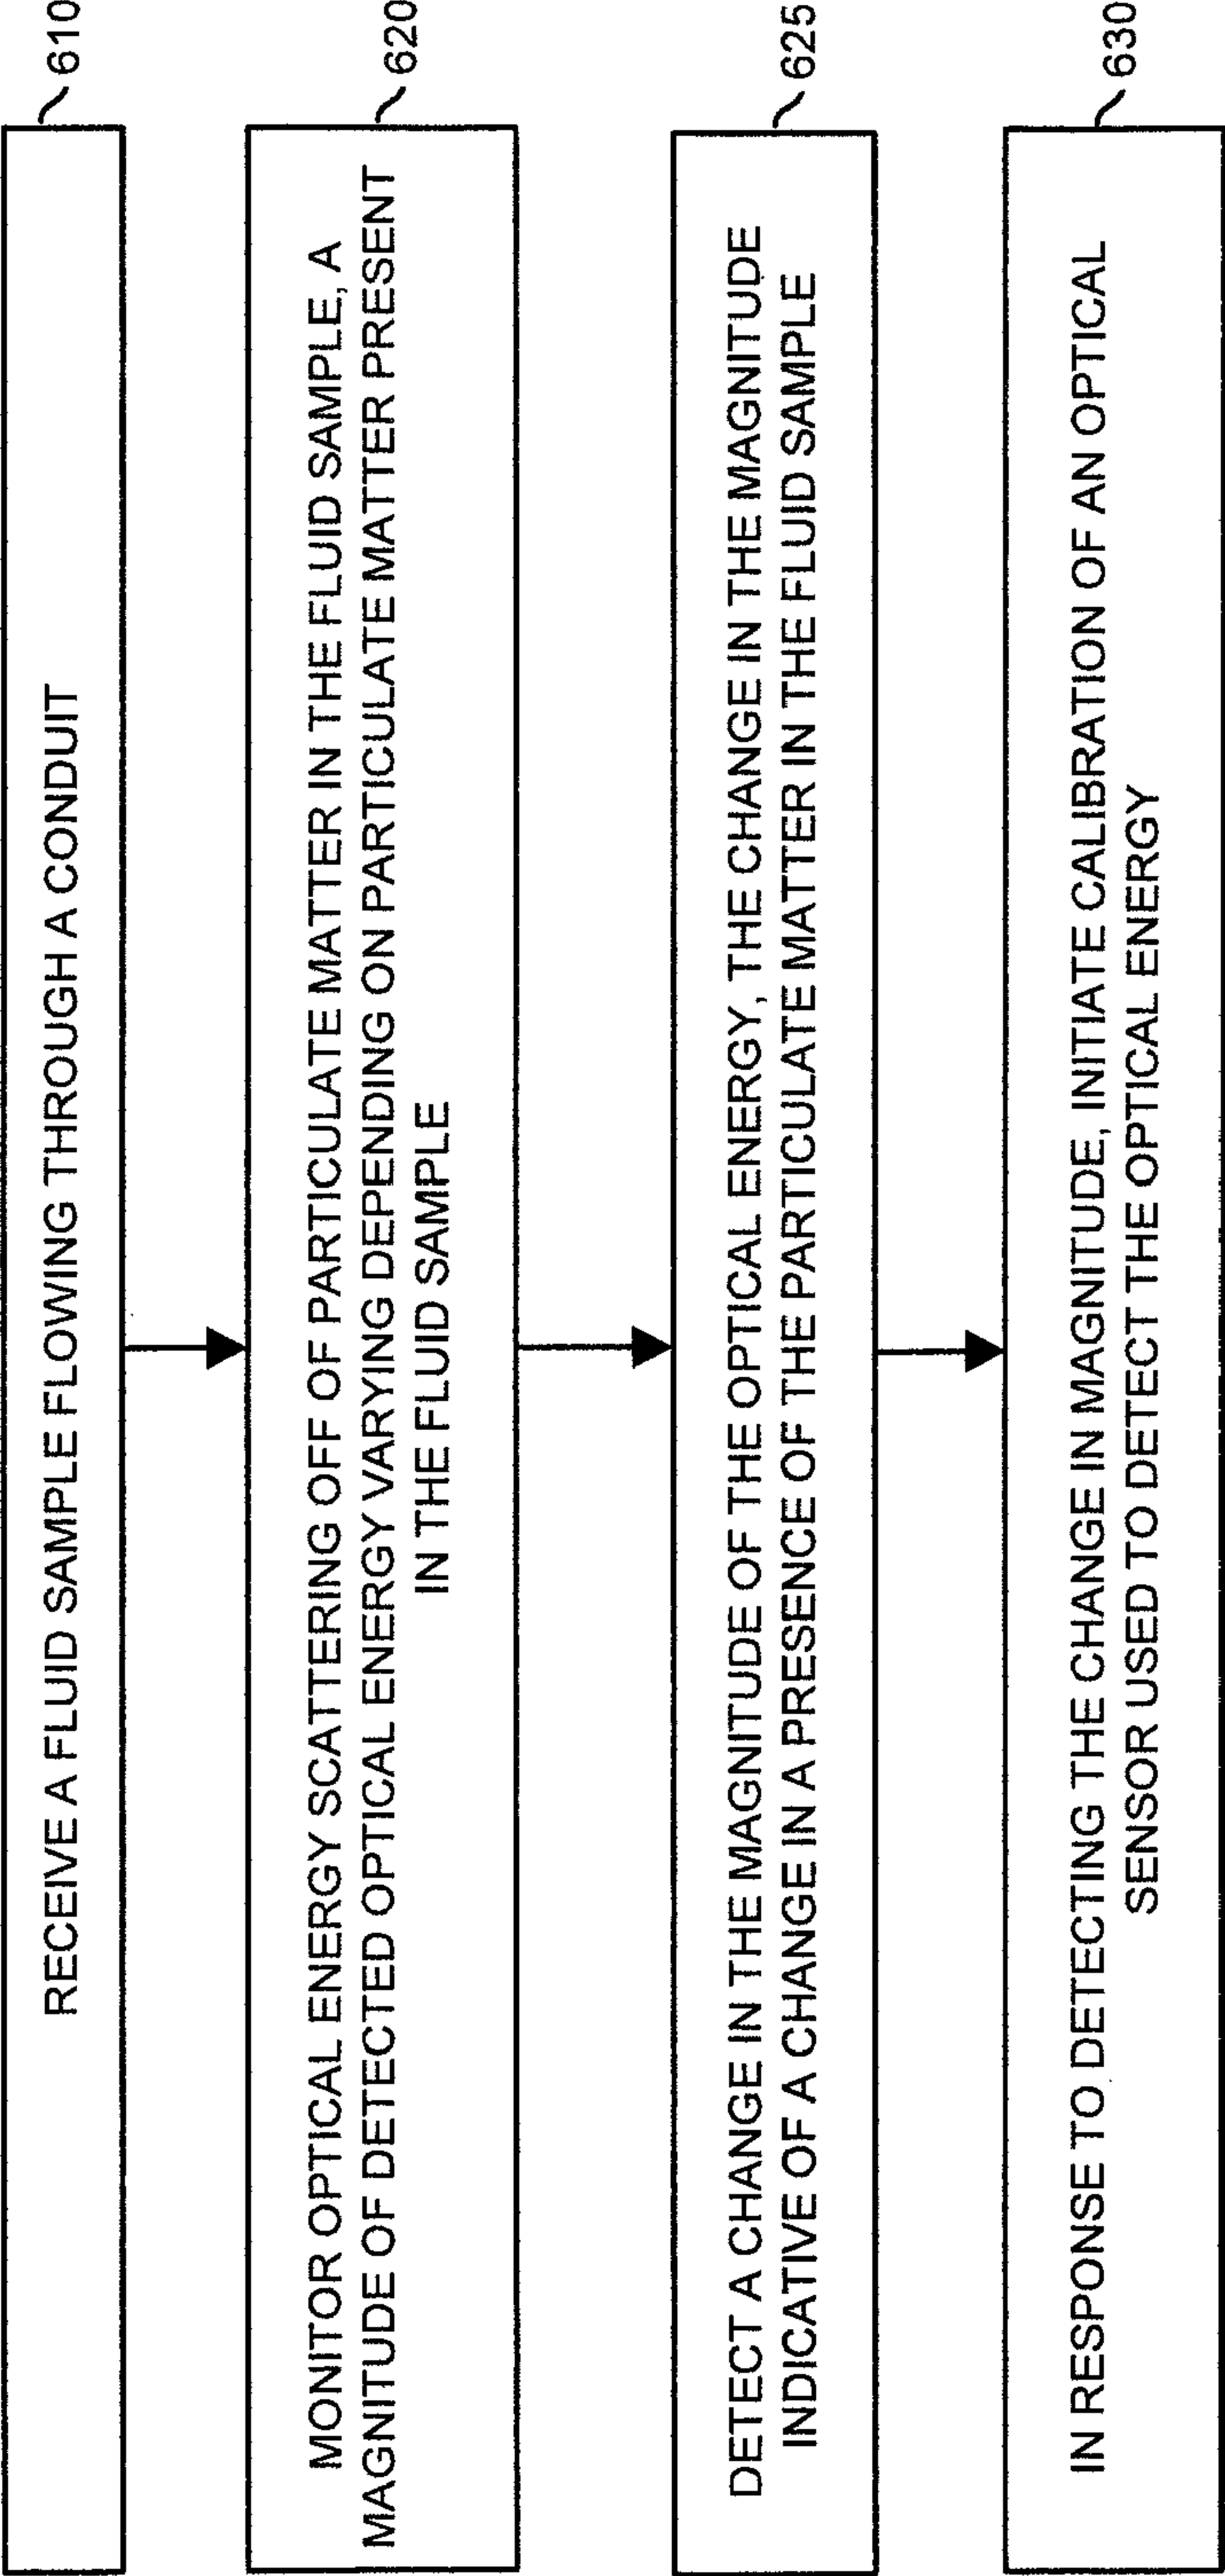 RECEIVE A FLUID SAMPLE FLOWING THROUGH A CONDUIT
610
MONITOR OPTICAL ENERGY SCATTERING OFF OF PARTICULATE MATTER IN THE FLUID SAMPLE, A
MAGNITUDE OF DETECTED OPTICAL ENERGY VARYING DEPENDING ON PARTICULATE MATTER PRESENT
IN THE FLUID SAMPLE
620
DETECT A CHANGE IN THE MAGNITUDE OF THE OPTICAL ENERGY, THE CHANGE IN THE MAGNITUDE
INDICATIVE OF A CHANGE IN A PRESENCE OF THE PARTICULATE MATTER IN THE FLUID SAMPLE
625
IN RESPONSE TO DETECTING THE CHANGE IN MAGNITUDE, INITIATE CALIBRATION OF AN OPTICAL
SENSOR USED TO DETECT THE OPTICAL ENERGY
630